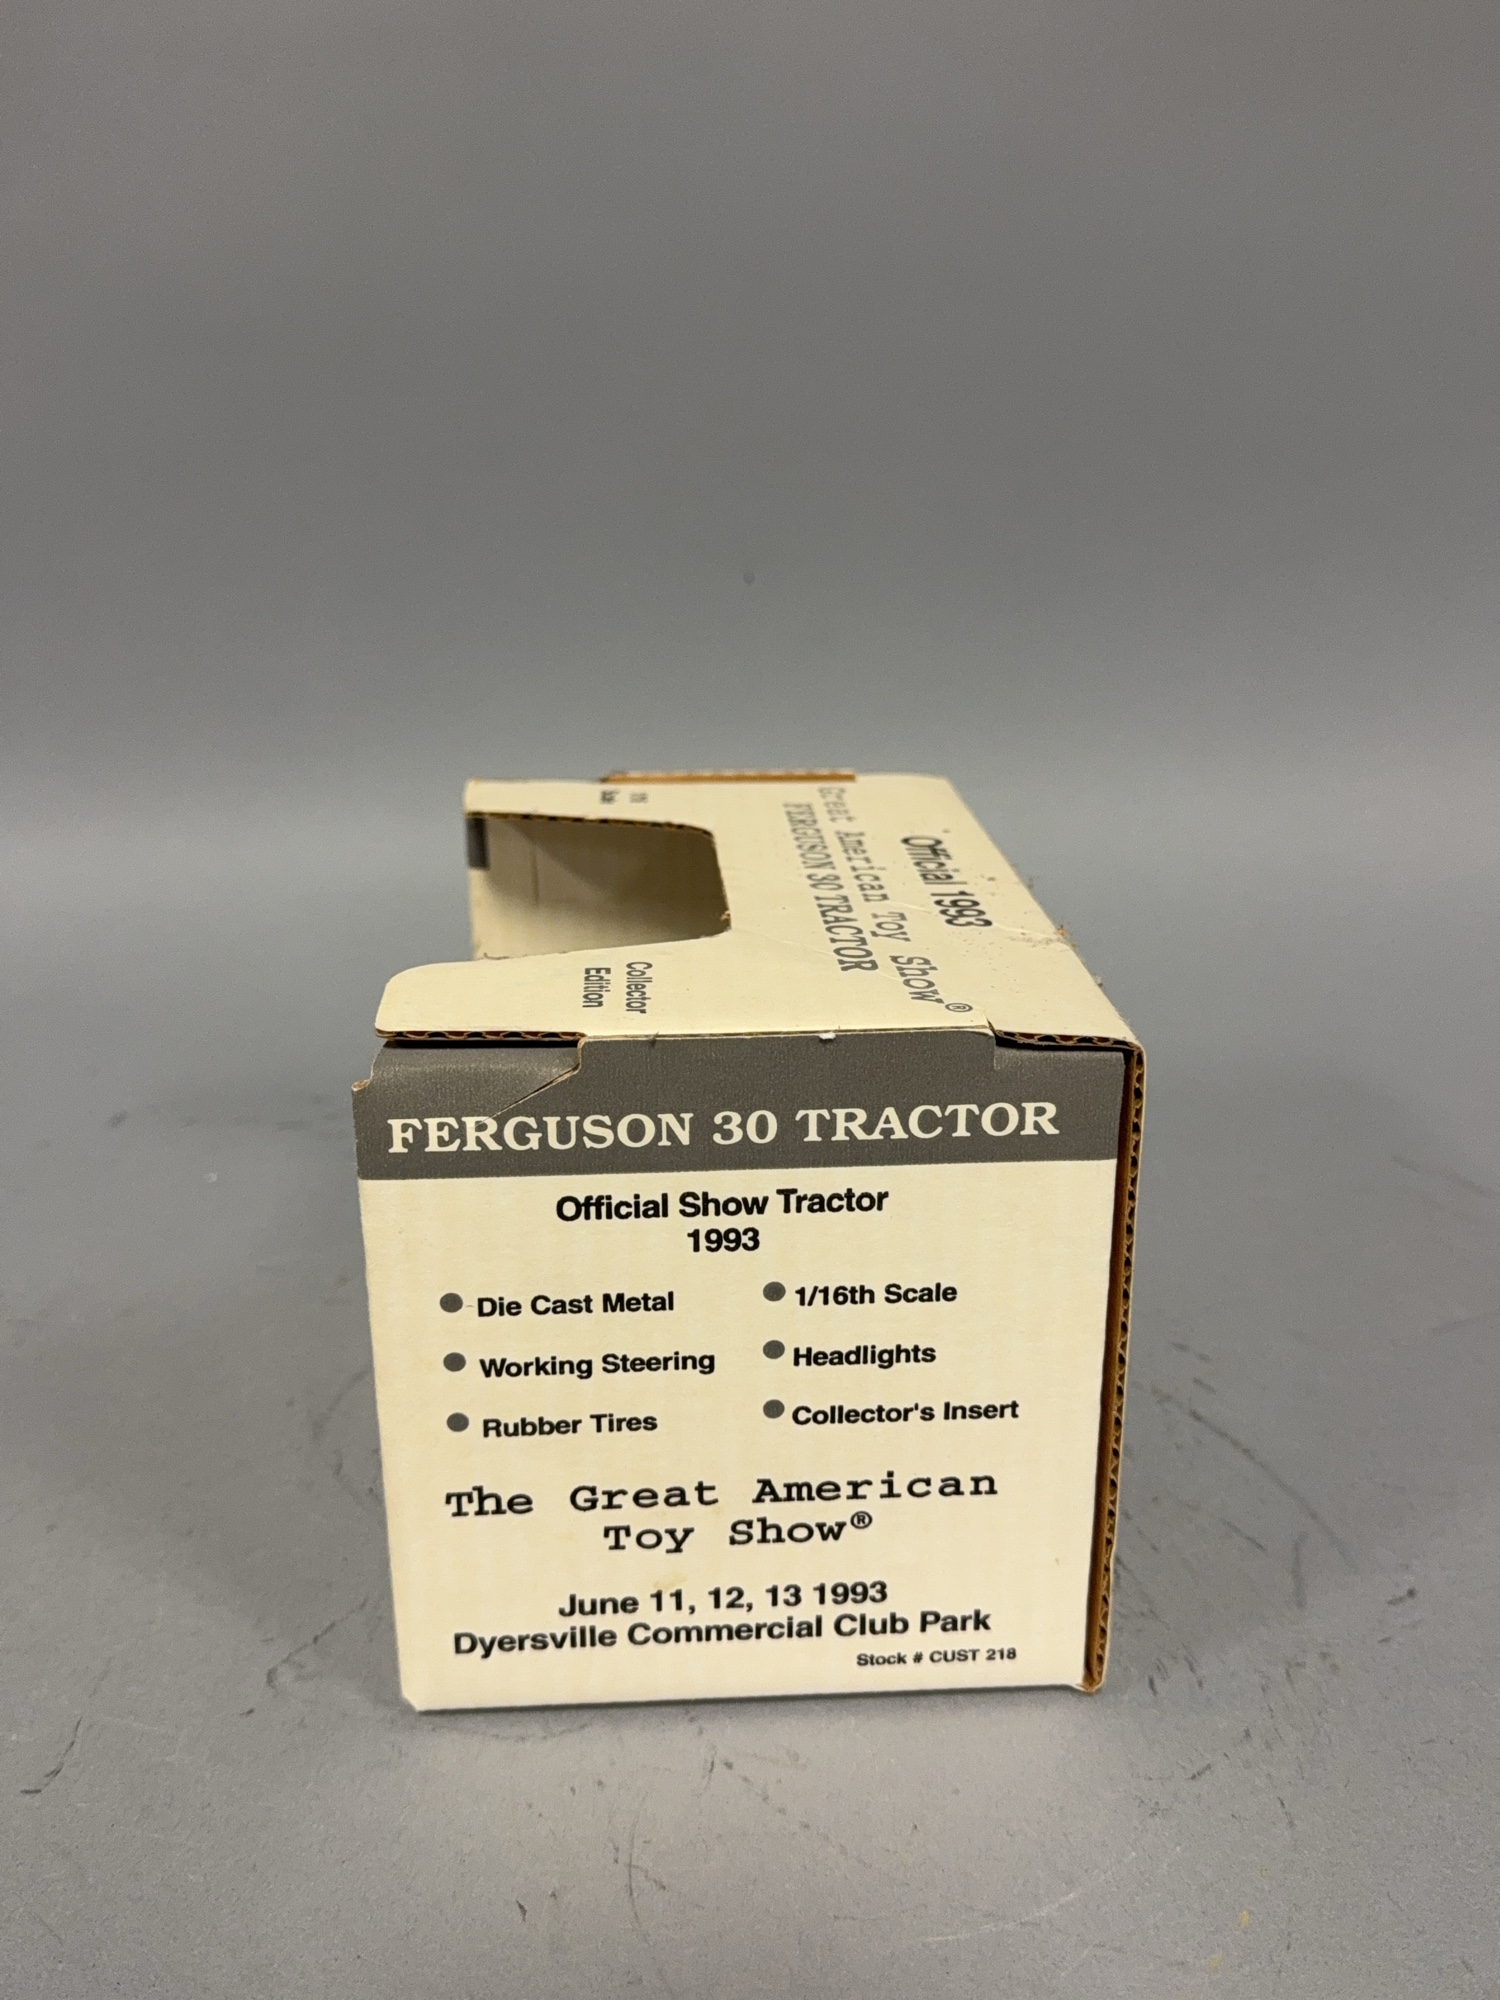 Official 1993
Great American Toy Show®
FERGUSON 30 TRACTOR
Collector
Edition
FERGUSON 30 TRACTOR
Official Show Tractor
1993
● Die Cast Metal
● 1/16th Scale
● Working Steering
● Headlights
● Rubber Tires
● Collector's Insert
The Great American
Toy Show®
June 11, 12, 13 1993
Dyersville Commercial Club Park
Stock # CUST 218